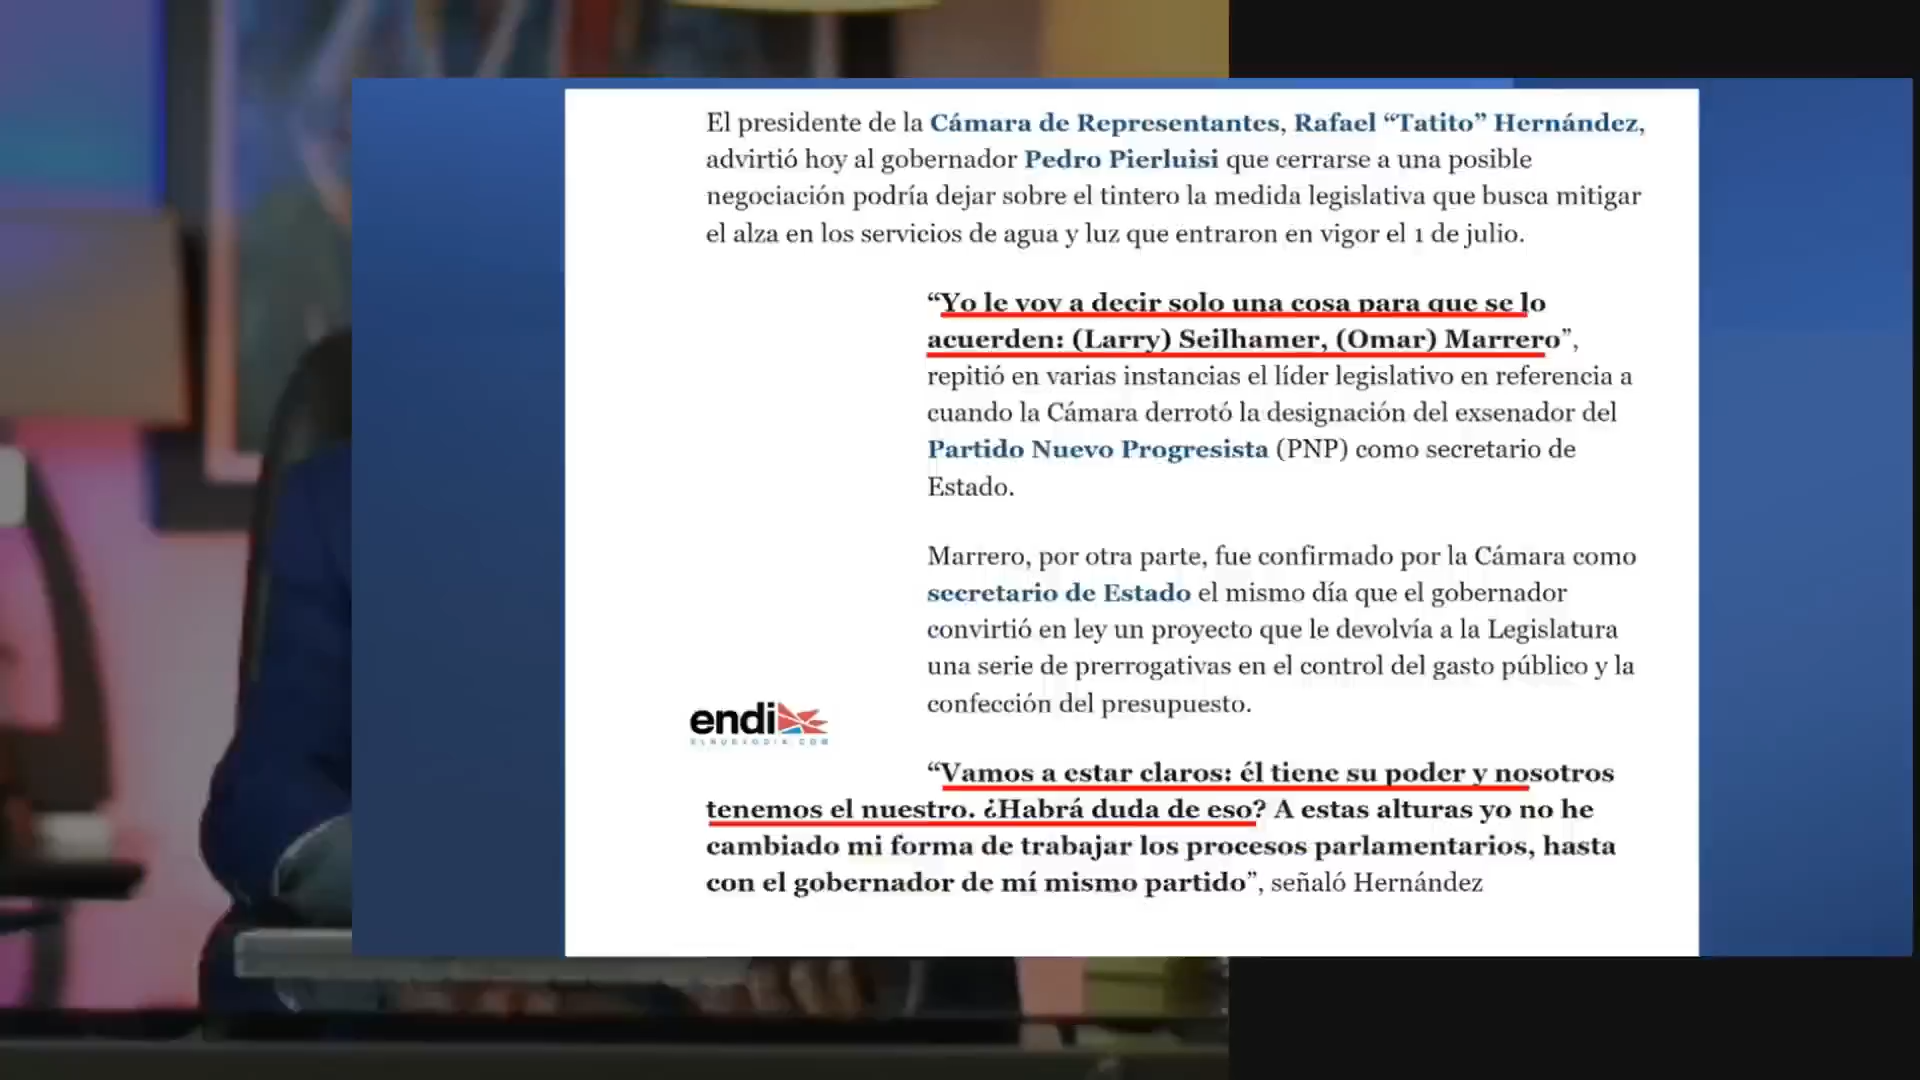 El presidente de la Cámara de Representantes, Rafael “Tatito” Hernández,
advirtió hoy al gobernador Pedro Pierluisi que cerrarse a una posible
negociación podría dejar sobre el tintero la medida legislativa que busca mitigar
el alza en los servicios de agua y luz que entraron en vigor el 1 de julio.
“Yo le voy a decir solo una cosa para que se lo
acuerden: (Larry) Seilhamer, (Omar) Marrero”,
repitió en varias instancias el líder legislativo en referencia a
cuando la Cámara derrotó la designación del exsenador del
Partido Nuevo Progresista (PNP) como secretario de
Estado.
Marrero, por otra parte, fue confirmado por la Cámara como
secretario de Estado el mismo día que el gobernador
convirtió en ley un proyecto que le devolvía a la Legislatura
una serie de prerrogativas en el control del gasto público y la
confección del presupuesto.
endi
ELNUEVODIA.COM
“Vamos a estar claros: él tiene su poder y nosotros
tenemos el nuestro. ¿Habrá duda de eso? A estas alturas yo no he
cambiado mi forma de trabajar los procesos parlamentarios, hasta
con el gobernador de mí mismo partido”, señaló Hernández